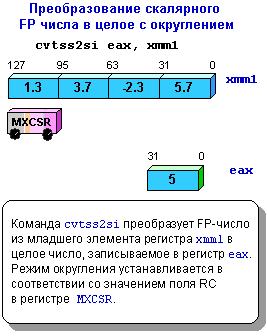 Преобразование скалярного
FP числа в целое с округлением
cvtss2si eax, xmm1
127 95 63 31 0
1.3 3.7 -2.3 5.7 xmm1
MXCSR
31 0
5 eax
Команда cvtss2si преобразует FP-число
из младшего элемента регистра xmm1 в
целое число, записываемое в регистр eax.
Режим округления устанавливается в
соответствии со значением поля RC
в регистре MXCSR.